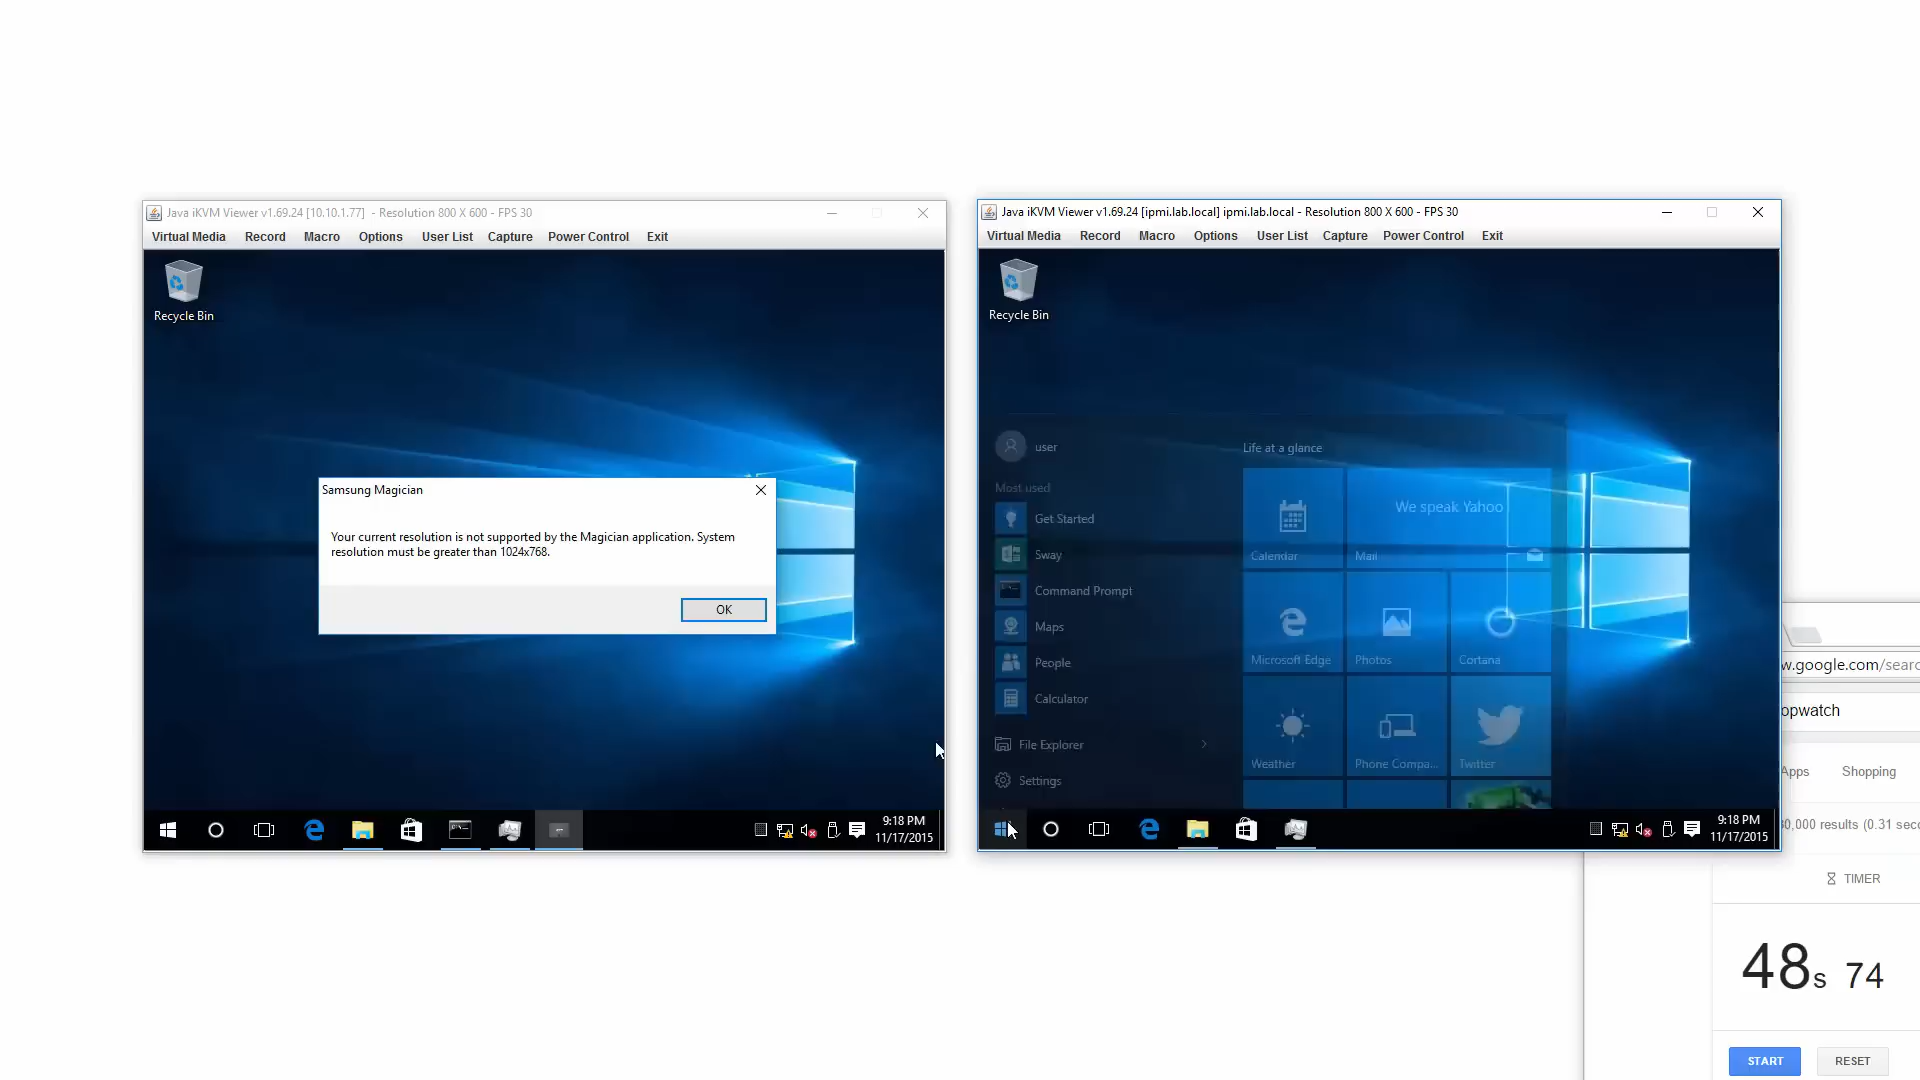 Java iKVM Viewer v1.69.24 [10.10.1.77]  - Resolution 800 X 600 - FPS 30
Virtual Media Record Macro Options User List Capture Power Control Exit
Recycle Bin
Samsung Magician
Your current resolution is not supported by the Magician application. System
resolution must be greater than 1024x768.
OK
9:18 PM
11/17/2015
Java iKVM Viewer v1.69.24 [ipmi.lab.local] ipmi.lab.local - Resolution 800 X 600 - FPS 30
Virtual Media Record Macro Options User List Capture Power Control Exit
Recycle Bin
user
Most used
Get Started
Sway
Command Prompt
Maps
People
Calculator
File Explorer
Settings
Life at a glance
Calendar
We speak Yahoo
Mail
Microsoft Edge
Photos
Cortana
Weather
Phone Compa...
Twitter
9:18 PM
11/17/2015
w.google.com/searc
opwatch
Apps Shopping
0,000 results (0.31 seco
TIMER
48s 74
START RESET